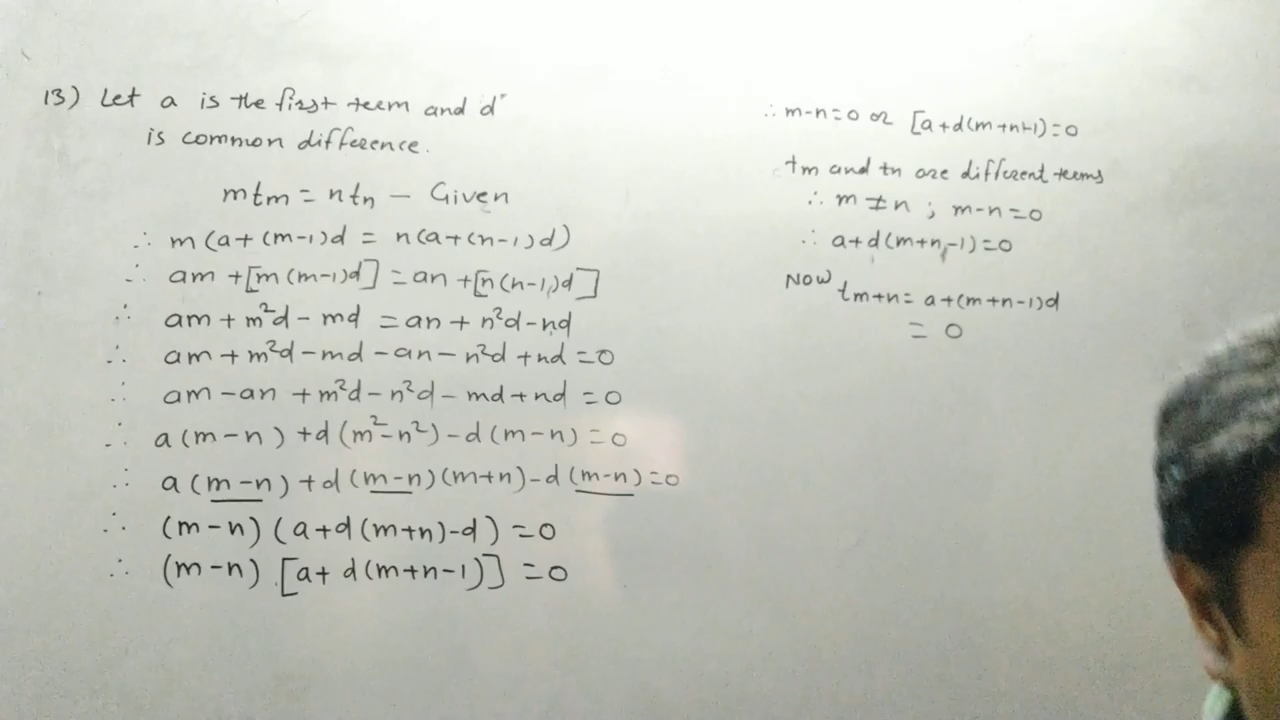 13) Let a is the first term and d
is common difference.
mtm = ntn – Given
∴ m(a+(m-1)d = n(a+(n-1)d)
∴ am +[m(m-1)d] = an +[n(n-1)d]
∴ am + m²d - md = an + n²d - nd
∴ am + m²d - md - an - n²d + nd = 0
∴ am - an + m²d - n²d - md + nd = 0
∴ a(m-n) + d(m²-n²) - d(m-n) = 0
∴ a(m-n) + d(m-n)(m+n) - d(m-n) = 0
∴ (m-n)(a+d(m+n)-d) = 0
∴ (m-n) [a+ d(m+n-1)] = 0
∴ m-n=0 or [a+d(m+n-1)=0
tm and tn are different terms
∴ m ≠ n ; m-n=0
∴ a+d(m+n-1)=0
Now tm+n = a+(m+n-1)d
= 0